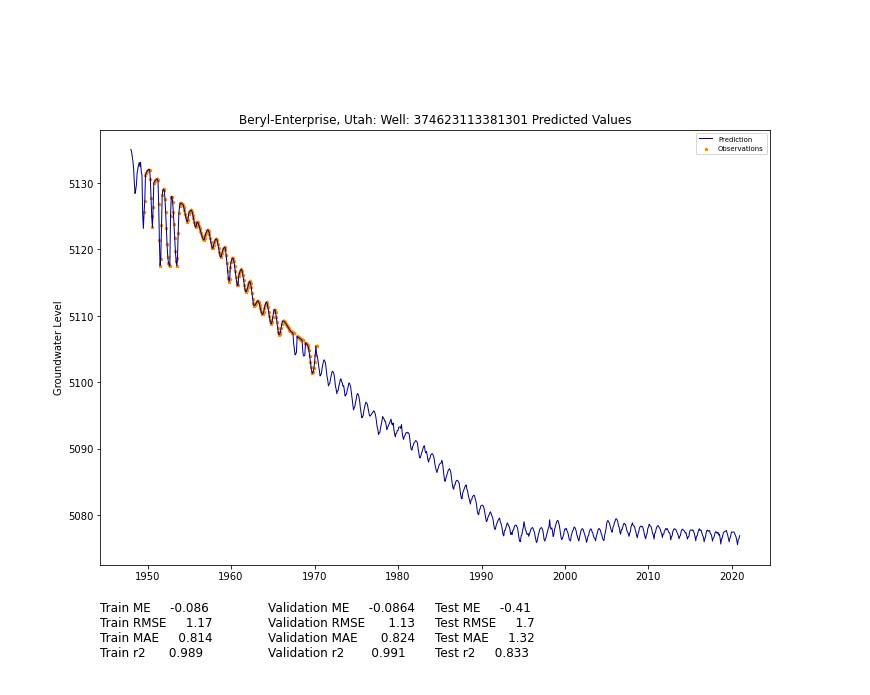 Beryl-Enterprise, Utah: Well: 374623113381301 Predicted Values
Prediction
Observations
Groundwater Level
5130
5120
5110
5100
5090
5080
1950 1960 1970 1980 1990 2000 2010 2020
Train ME -0.086 Validation ME -0.0864 Test ME -0.41
Train RMSE 1.17 Validation RMSE 1.13 Test RMSE 1.7
Train MAE 0.814 Validation MAE 0.824 Test MAE 1.32
Train r2 0.989 Validation r2 0.991 Test r2 0.833